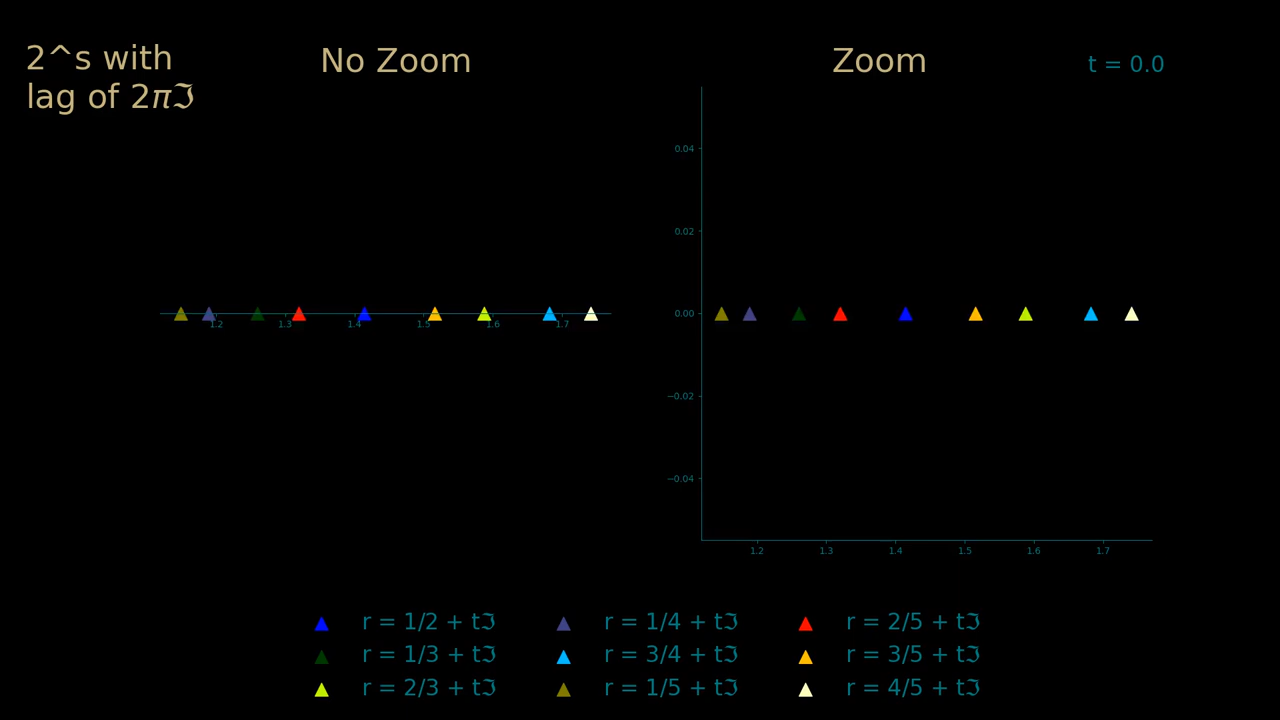 2^s with
lag of 2πℑ
No Zoom
Zoom
t = 0.0
1.2 1.3 1.4 1.5 1.6 1.7
0.04
0.02
0.00
−0.02
−0.04
1.2 1.3 1.4 1.5 1.6 1.7
r = 1/2 + tℑ r = 1/4 + tℑ r = 2/5 + tℑ
r = 1/3 + tℑ r = 3/4 + tℑ r = 3/5 + tℑ
r = 2/3 + tℑ r = 1/5 + tℑ r = 4/5 + tℑ